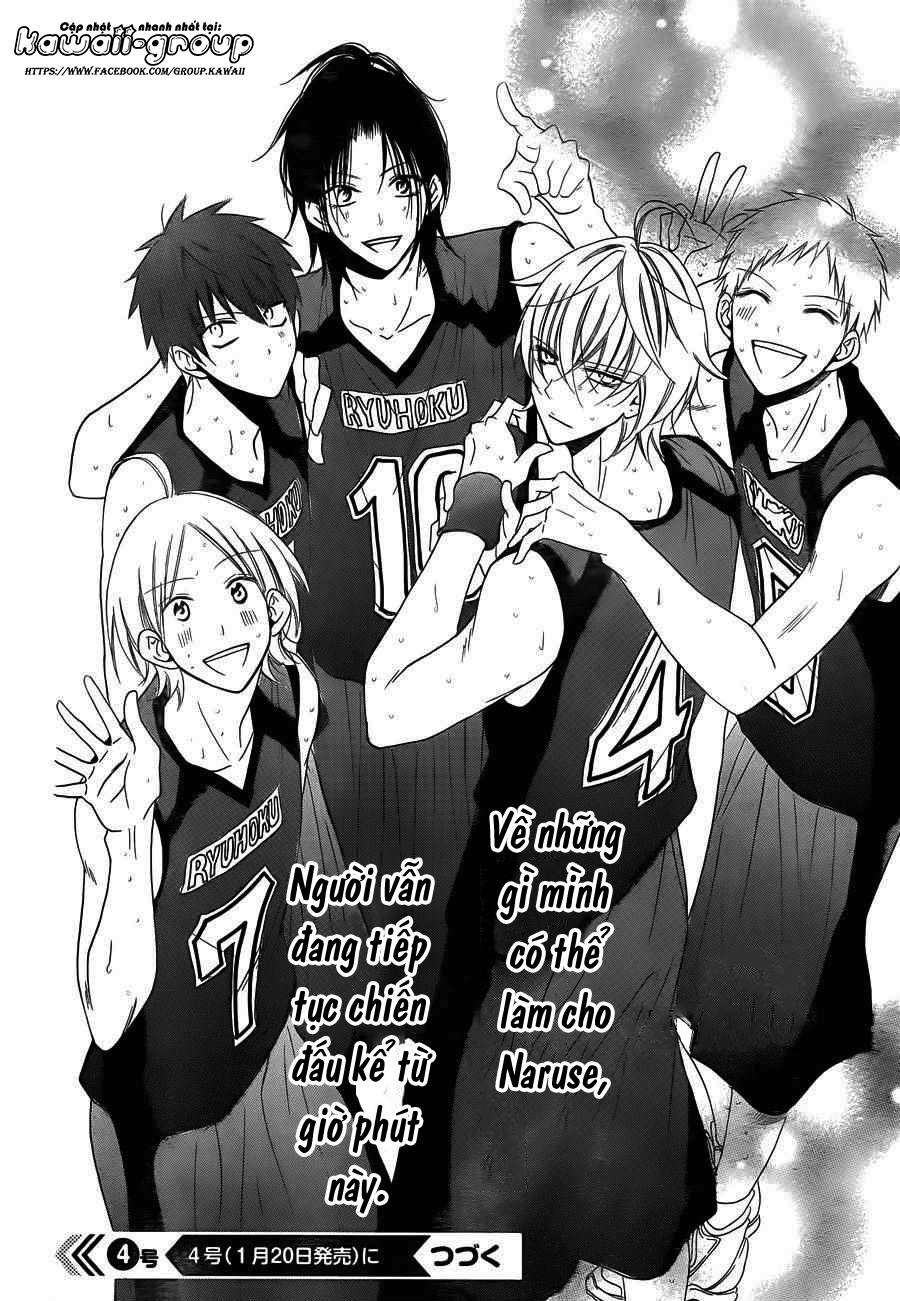 Cập nhật nhanh nhất tại:
kawaii-group
HTTPS://WWW.FACEBOOK.COM/GROUP.KAWAII
RYUHOKU
10
RYUHOKU
4
RYUHOKU
7
Về những
gì mình
có thể
làm cho
Naruse,
Người vẫn
đang tiếp
tục chiến
đấu kể từ
giờ phút
này.
4号 4号(1月20日発売)に つづく